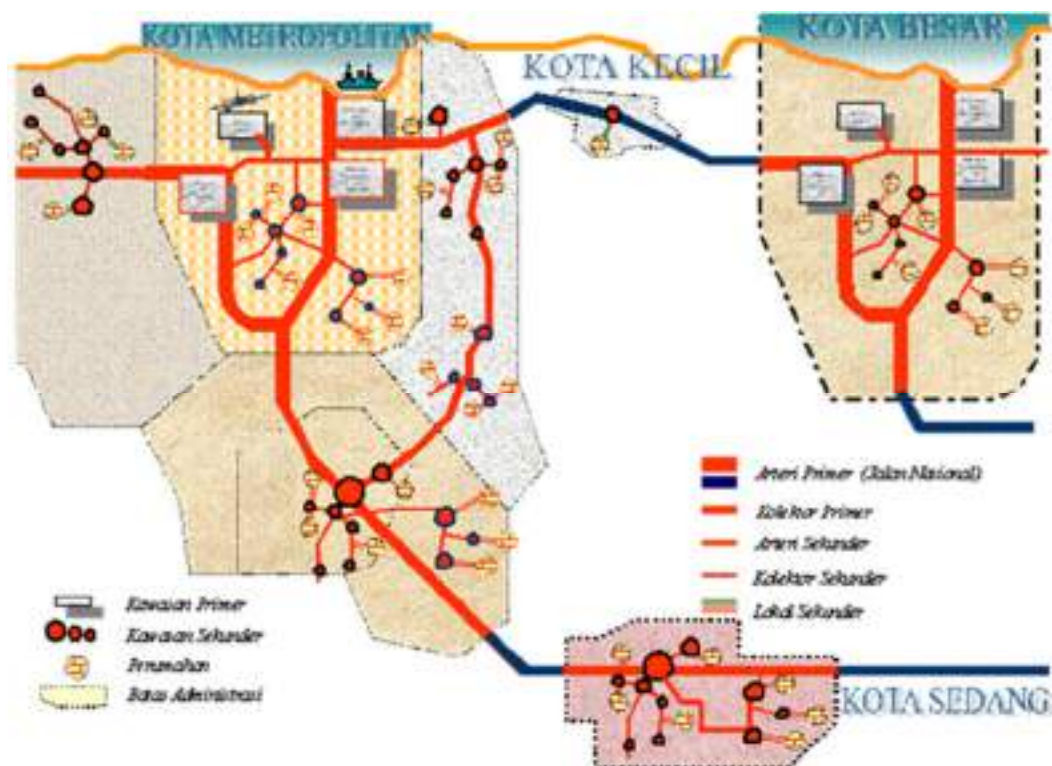 KOTA METROPOLITAN
KOTA KECIL
KOTA BESAR
Arteri Primer (Jalan Nasional)
Kolektor Primer
Arteri Sekunder
Kolektor Sekunder
Lokal Sekunder
Kawasan Primer
Kawasan Sekunder
Perumahan
Batas Administrasi
KOTA SEDANG